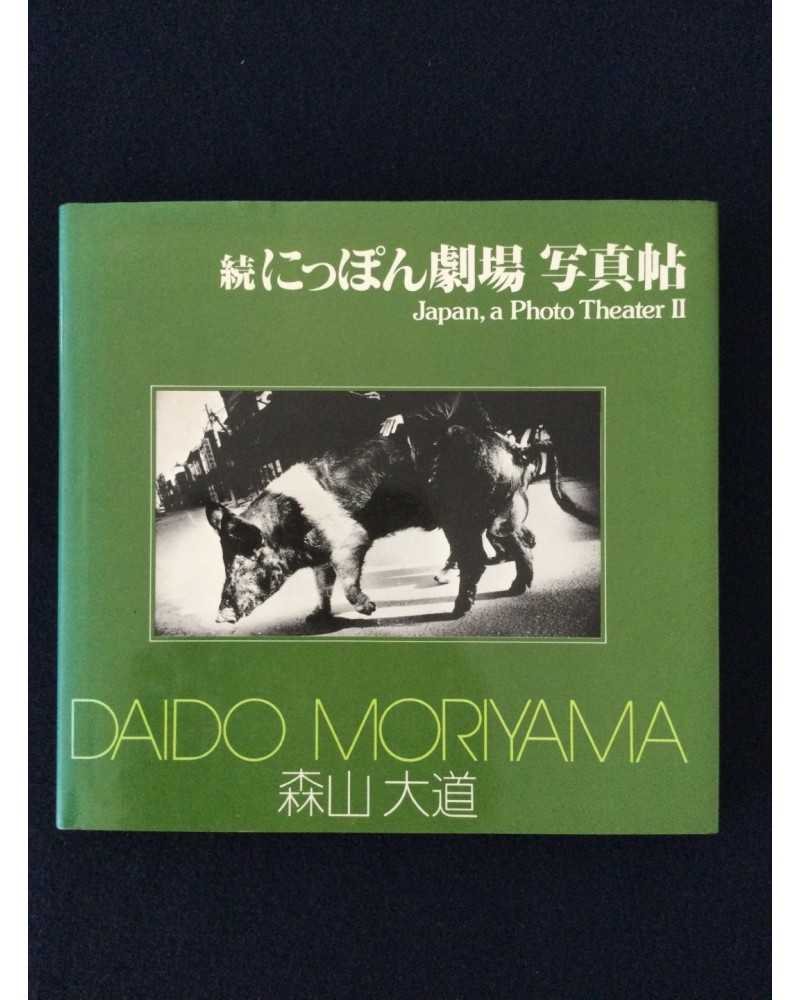 続 にっぽん劇場 写真帖
Japan, a Photo Theater II
DAIDO MORIYAMA
森山 大道